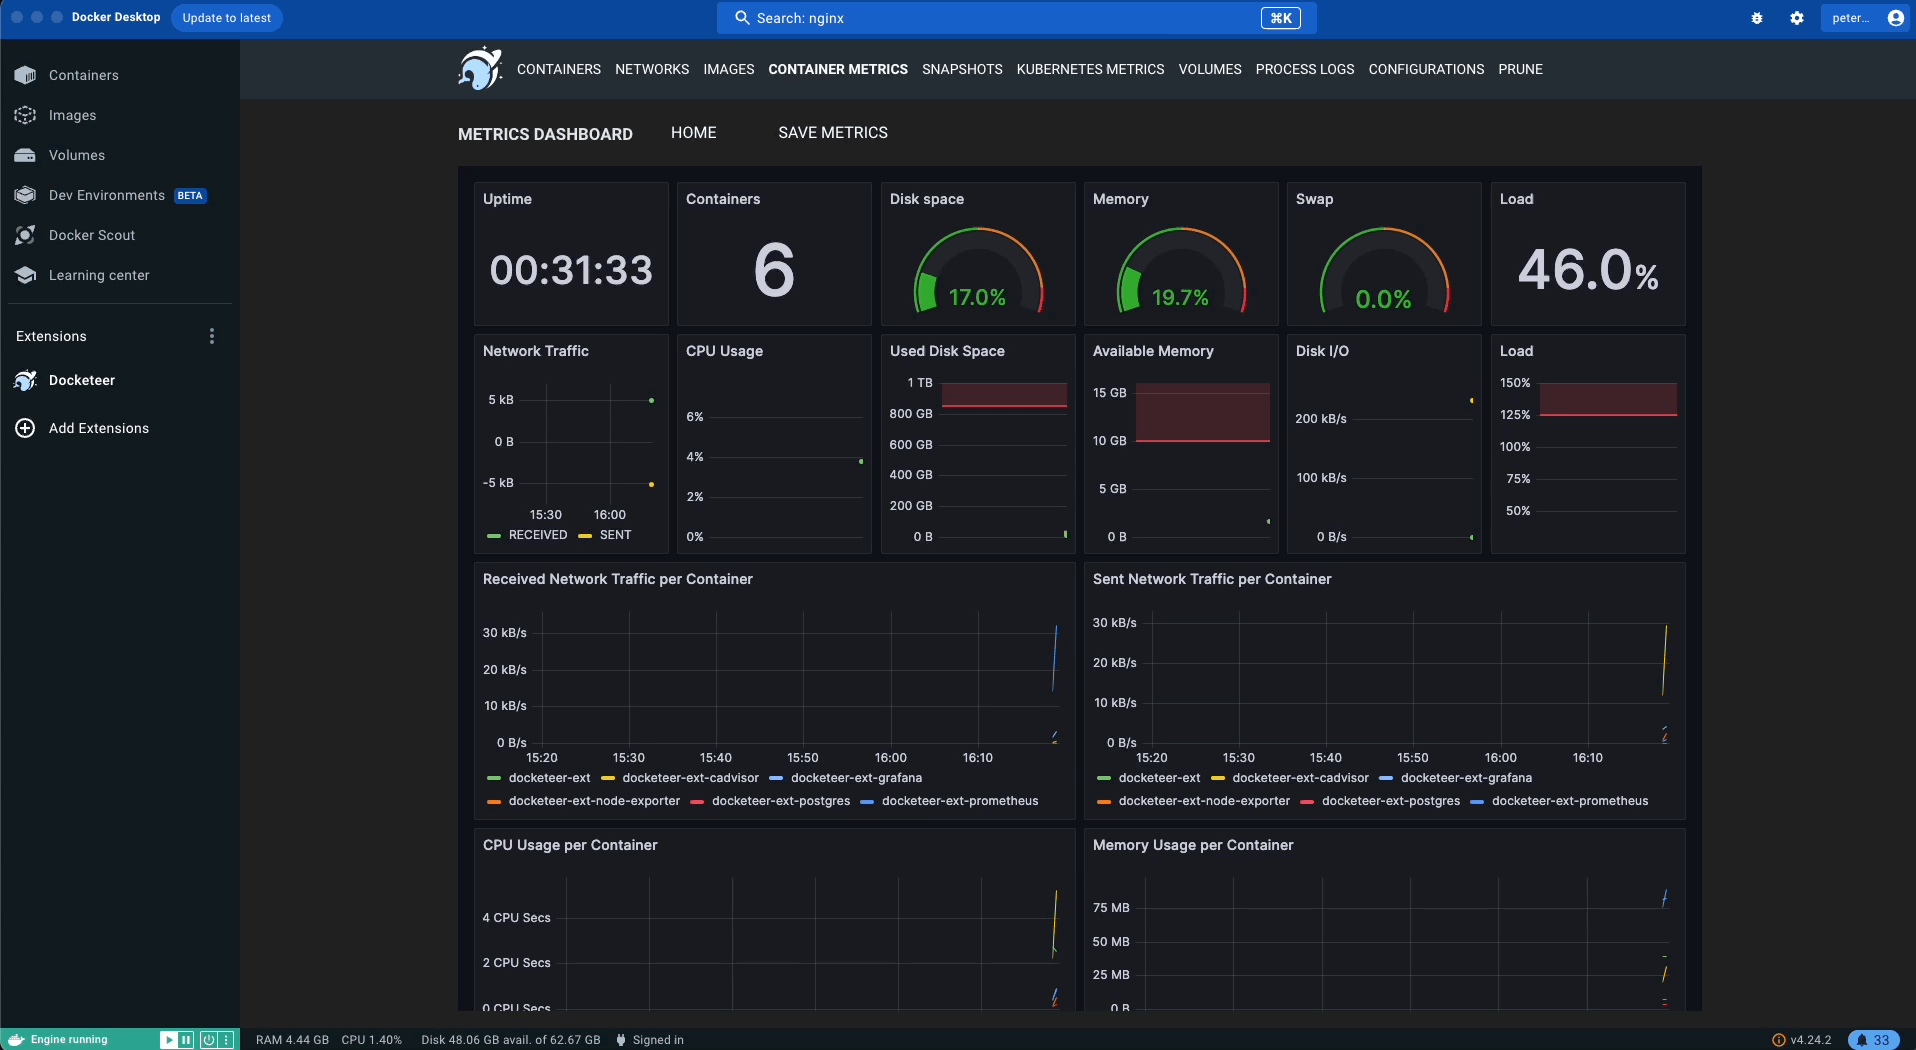 Docker Desktop Update to latest Search: nginx ⌘K peter...
Containers
Images
Volumes
Dev Environments BETA
Docker Scout
Learning center
Extensions
Docketeer
Add Extensions
CONTAINERS NETWORKS IMAGES CONTAINER METRICS SNAPSHOTS KUBERNETES METRICS VOLUMES PROCESS LOGS CONFIGURATIONS PRUNE
METRICS DASHBOARD HOME SAVE METRICS
Uptime
00:31:33
Containers
6
Disk space
17.0%
Memory
19.7%
Swap
0.0%
Load
46.0%
Network Traffic
5 kB
0 B
-5 kB
15:30 16:00
RECEIVED SENT
CPU Usage
6%
4%
2%
0%
Used Disk Space
1 TB
800 GB
600 GB
400 GB
200 GB
0 B
Available Memory
15 GB
10 GB
5 GB
0 B
Disk I/O
200 kB/s
100 kB/s
0 B/s
Load
150%
125%
100%
75%
50%
Received Network Traffic per Container
30 kB/s
20 kB/s
10 kB/s
0 B/s
15:20 15:30 15:40 15:50 16:00 16:10
docketeer-ext docketeer-ext-cadvisor docketeer-ext-grafana
docketeer-ext-node-exporter docketeer-ext-postgres docketeer-ext-prometheus
Sent Network Traffic per Container
30 kB/s
20 kB/s
10 kB/s
0 B/s
15:20 15:30 15:40 15:50 16:00 16:10
docketeer-ext docketeer-ext-cadvisor docketeer-ext-grafana
docketeer-ext-node-exporter docketeer-ext-postgres docketeer-ext-prometheus
CPU Usage per Container
4 CPU Secs
2 CPU Secs
0 CPU Secs
Memory Usage per Container
75 MB
50 MB
25 MB
0 B
Engine running RAM 4.44 GB CPU 1.40% Disk 48.06 GB avail. of 62.67 GB Signed in v4.24.2 33